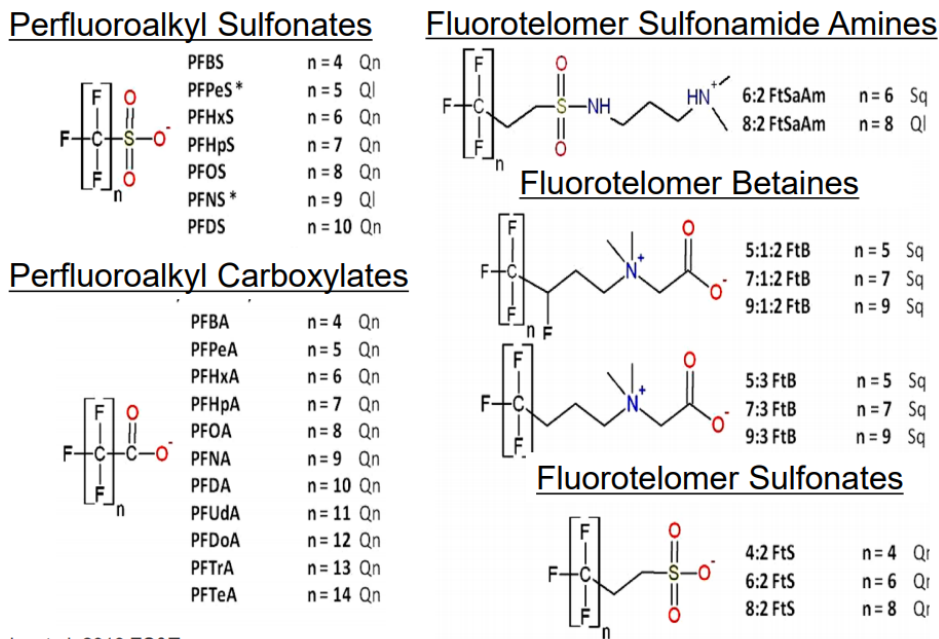 Perfluoroalkyl Sulfonates
PFBS n=4 Qn
PFPeS* n=5 Ql
PFHxS n=6 Qn
PFHpS n=7 Qn
PFOS n=8 Qn
PFNS* n=9 Ql
PFDS n=10 Qn
F F C F n O S O O-
Perfluoroalkyl Carboxylates
PFBA n=4 Qn
PFPeA n=5 Qn
PFHxA n=6 Qn
PFHpA n=7 Qn
PFOA n=8 Qn
PFNA n=9 Qn
PFDA n=10 Qn
PFUdA n=11 Qn
PFDoA n=12 Qn
PFTrA n=13 Qn
PFTeA n=14 Qn
F F C F n O C O-
Fluorotelomer Sulfonamide Amines
F F C F n O S O NH HN+
6:2 FtSaAm n=6 Sq
8:2 FtSaAm n=8 Ql
Fluorotelomer Betaines
F F C F n F N+ O O-
5:1:2 FtB n=5 Sq
7:1:2 FtB n=7 Sq
9:1:2 FtB n=9 Sq
F F C F N+ O O-
5:3 FtB n=5 Sq
7:3 FtB n=7 Sq
9:3 FtB n=9 Sq
Fluorotelomer Sulfonates
F F C F n O S O O-
4:2 FtS n=4
6:2 FtS n=6
8:2 FtS n=8